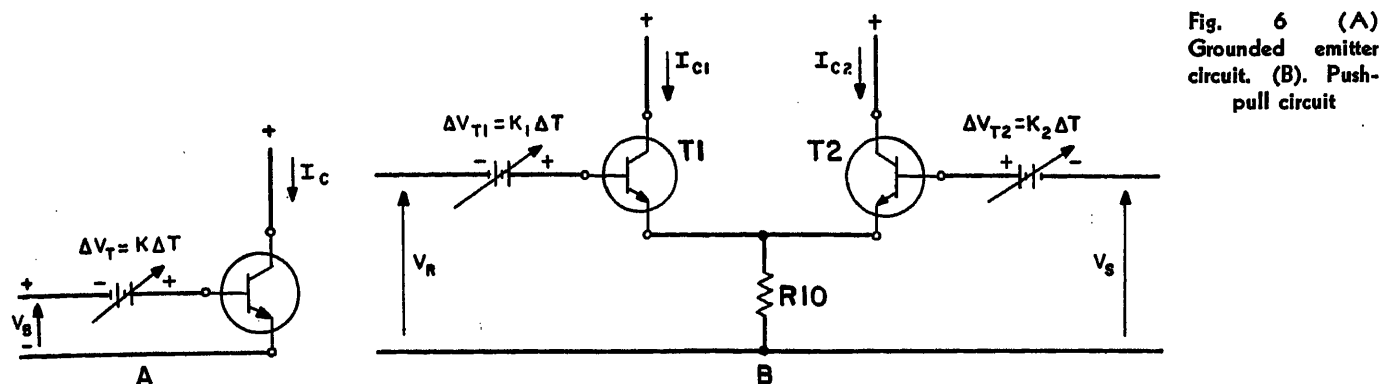 Fig. 6 (A)
Grounded emitter
circuit. (B). Push-
pull circuit
+
I_C
ΔV_T = KΔT
- +
+
V_B
-
A
+
I_C1
ΔV_T1 = K_1 ΔT
- +
T1
+
I_C2
T2
ΔV_T2 = K_2 ΔT
+ -
V_R
R10
V_S
B